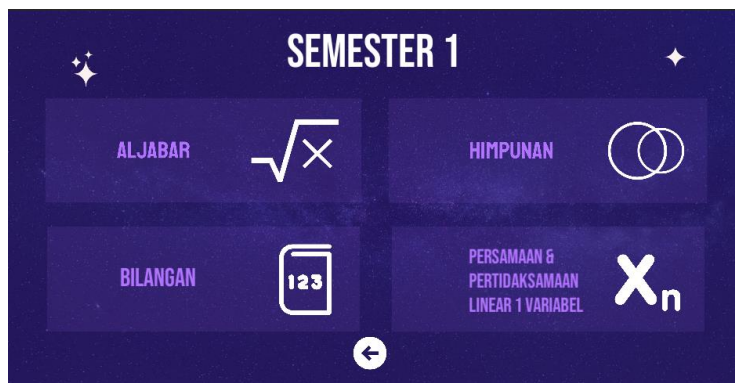 SEMESTER 1
ALJABAR
√x
HIMPUNAN
BILANGAN
123
PERSAMAAN &
PERTIDAKSAMAAN
LINEAR 1 VARIABEL
Xn